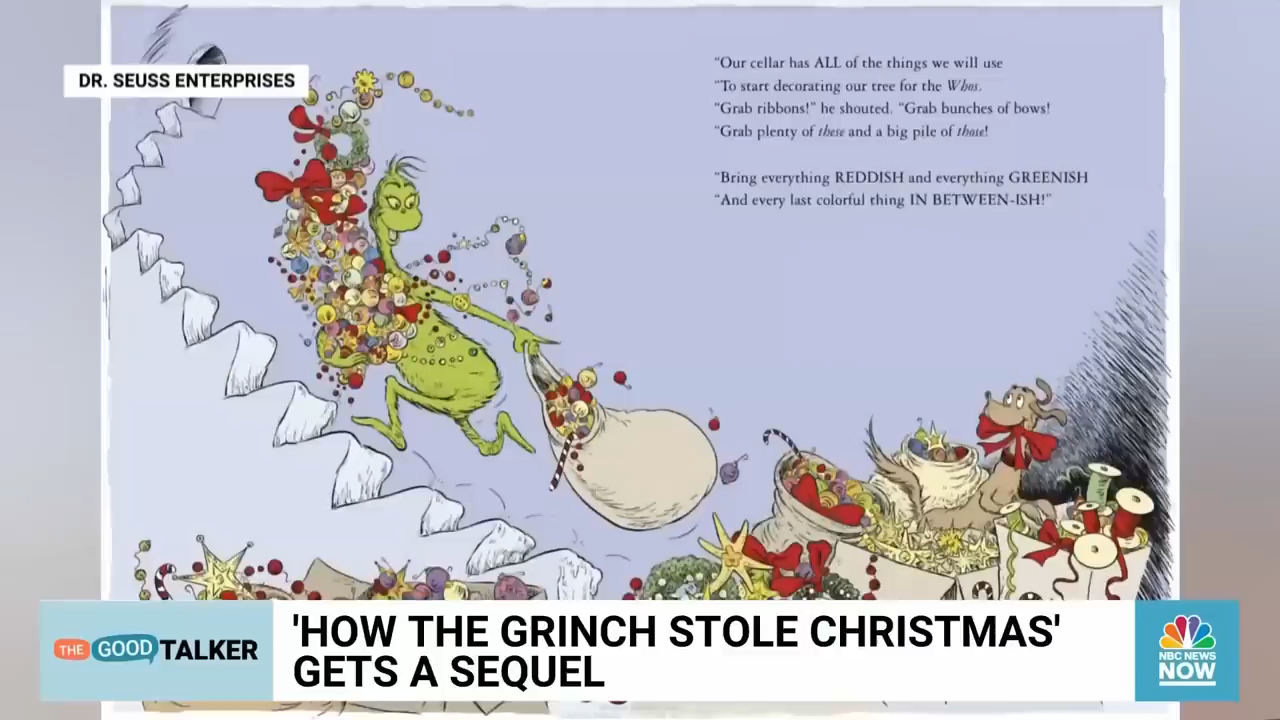 DR. SEUSS ENTERPRISES
"Our cellar has ALL of the things we will use
"To start decorating our tree for the Whos.
"Grab ribbons!" he shouted. "Grab bunches of bows!
"Grab plenty of these and a big pile of those!
"Bring everything REDDISH and everything GREENISH
"And every last colorful thing IN BETWEEN-ISH!"
THE GOOD TALKER
'HOW THE GRINCH STOLE CHRISTMAS'
GETS A SEQUEL
NBC NEWS
NOW